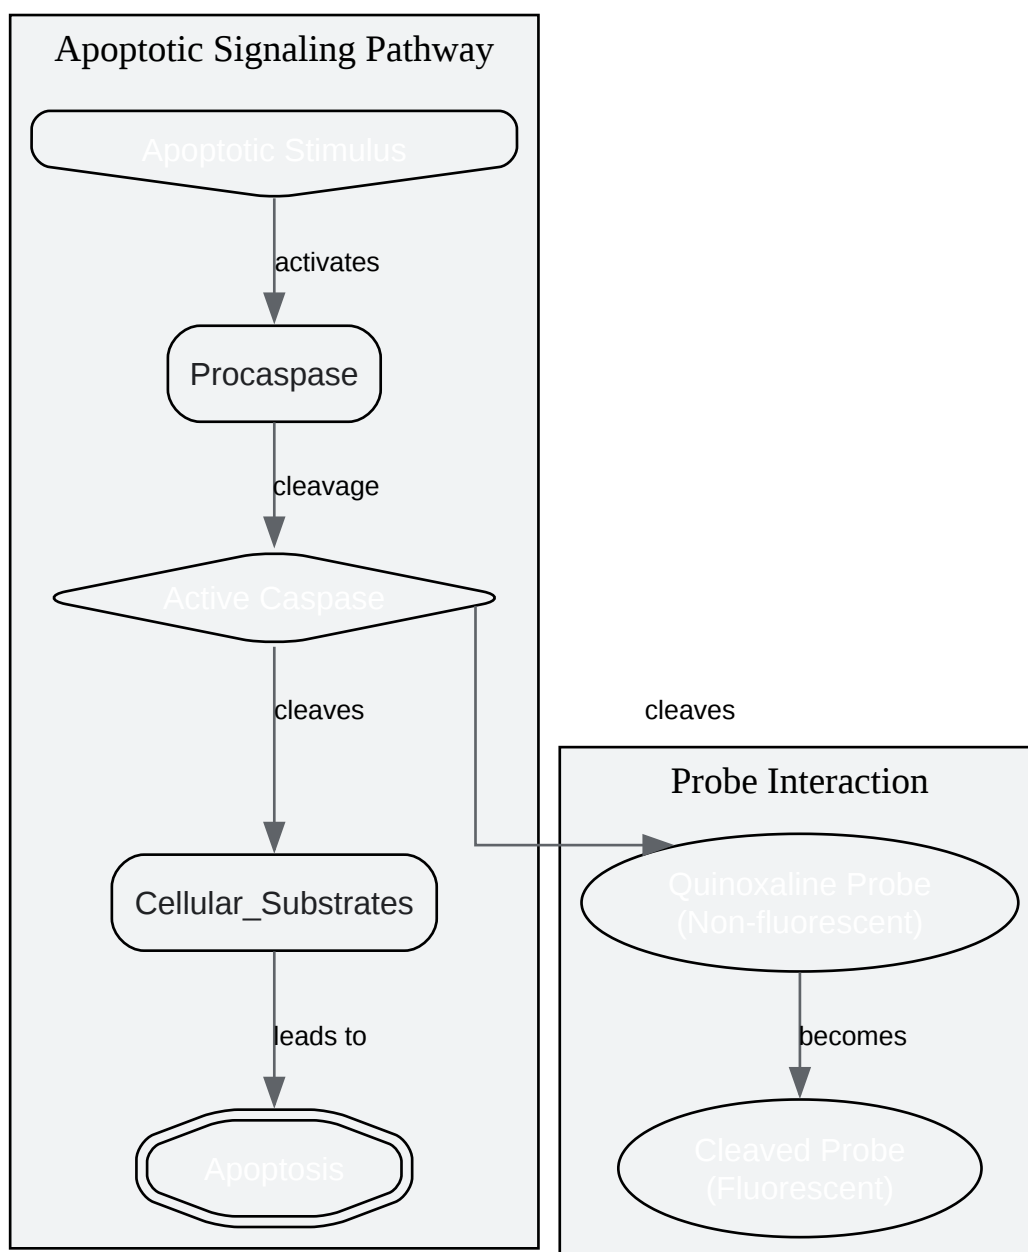 Apoptotic Signaling Pathway
Apoptotic Stimulus
activates
Procaspase
cleavage
Active Caspase
cleaves
Cellular_Substrates
leads to
Apoptosis
cleaves
Probe Interaction
Quinoxaline Probe
(Non-fluorescent)
becomes
Cleaved Probe
(Fluorescent)